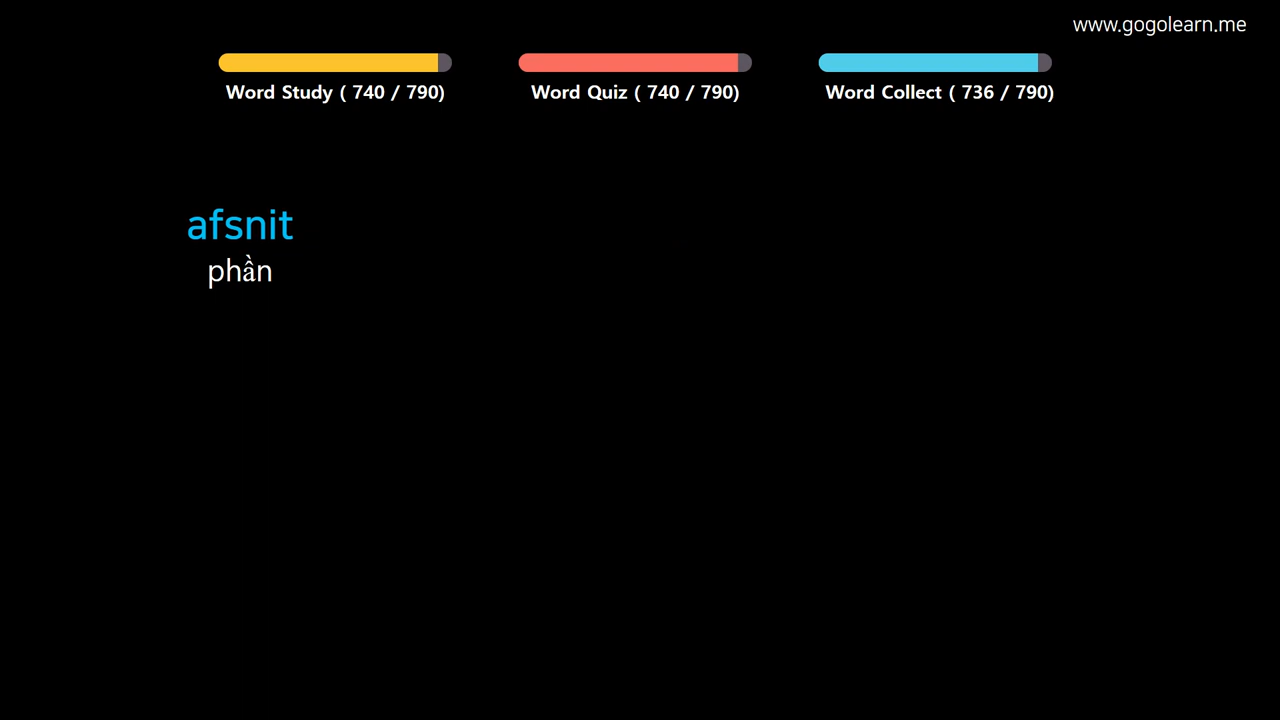 www.gogolearn.me
Word Study ( 740 / 790)
Word Quiz ( 740 / 790)
Word Collect ( 736 / 790)
afsnit
phần